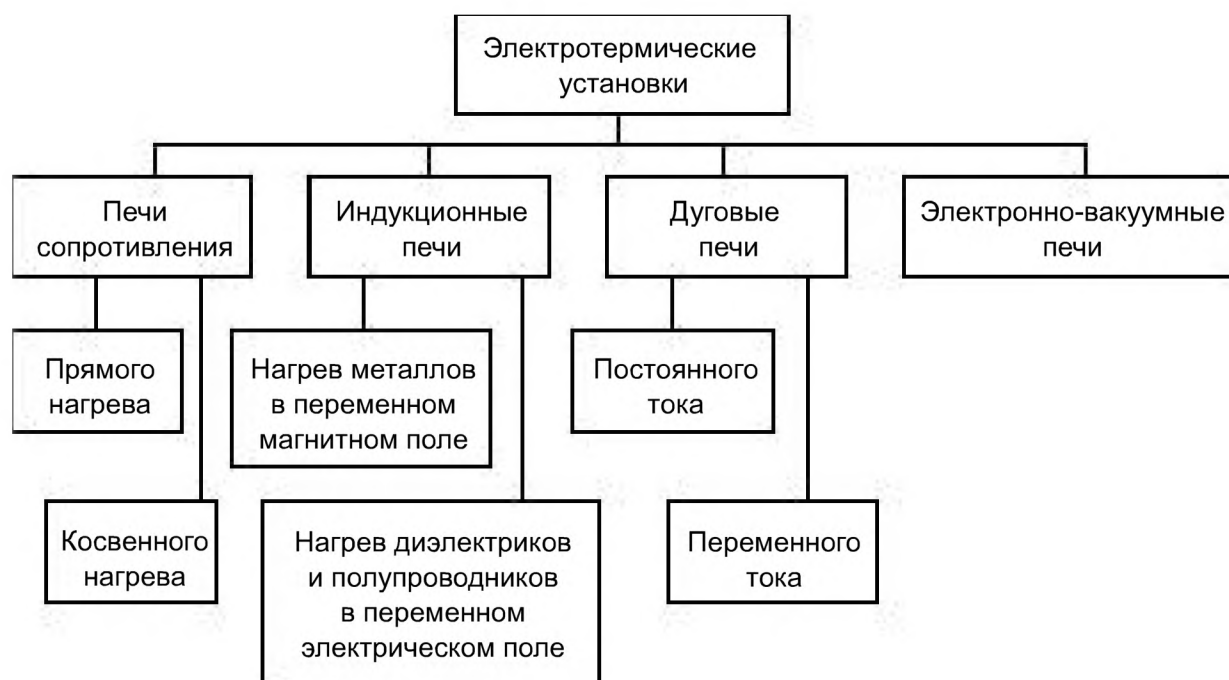 Электротермические
установки
Печи
сопротивления
Индукционные
печи
Дуговые
печи
Электронно-вакуумные
печи
Прямого
нагрева
Нагрев металлов
в переменном
магнитном поле
Постоянного
тока
Косвенного
нагрева
Нагрев диэлектриков
и полупроводников
в переменном
электрическом поле
Переменного
тока